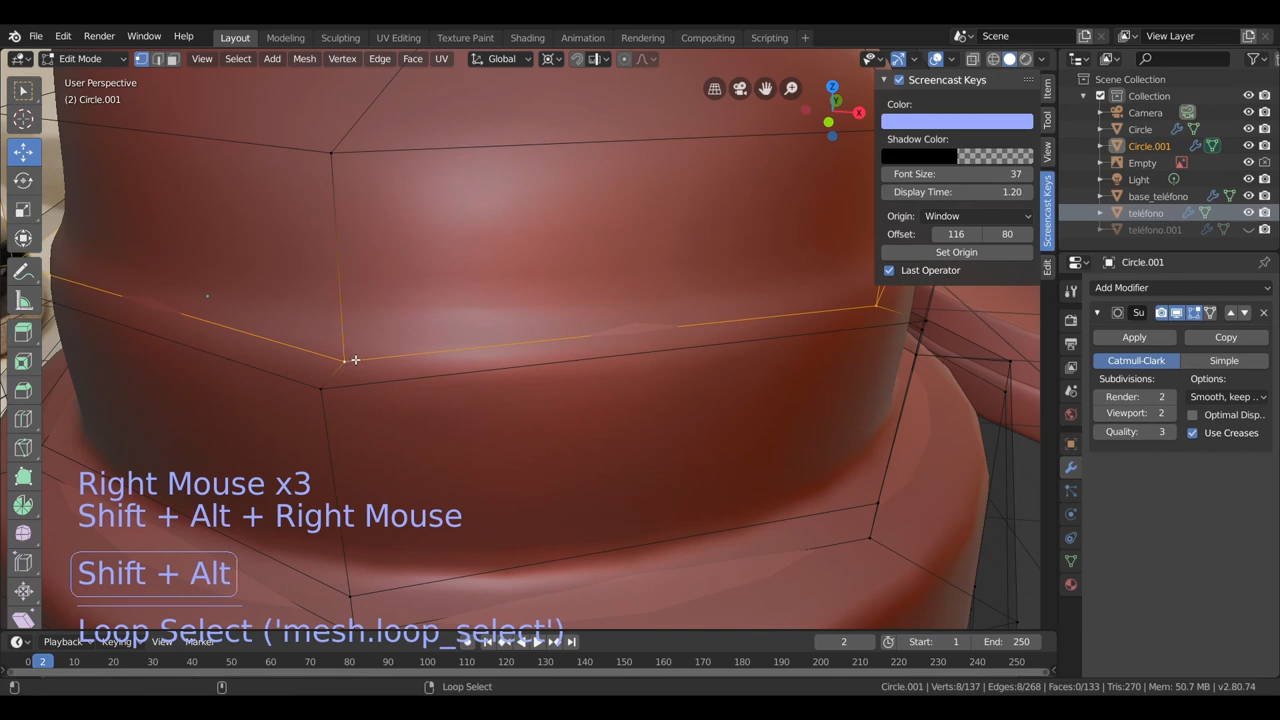 File Edit Render Window Help Layout Modeling Sculpting UV Editing Texture Paint Shading Animation Rendering Compositing Scripting + Scene View Layer
Edit Mode View Select Add Mesh Vertex Edge Face UV Global
User Perspective
(2) Circle.001
Z
Y
X
Screencast Keys
Color:
Shadow Color:
Font Size: 37
Display Time: 1.20
Origin: Window
Offset: 116 80
Set Origin
Last Operator
Item
Tool
View
Screencast Keys
Edit
Scene Collection
Collection
Camera
Circle
Circle.001
Empty
Light
base_teléfono
teléfono
teléfono.001
Circle.001
Add Modifier
Su
Apply Copy
Catmull-Clark Simple
Subdivisions: Options:
Render: 2 Smooth, keep ..
Viewport: 2 Optimal Disp..
Quality: 3 Use Creases
Right Mouse x3
Shift + Alt + Right Mouse
Shift + Alt
Loop Select ('mesh.loop_select')
Playback Keying View Marker 2 Start: 1 End: 250
0 2 10 20 30 40 50 60 70 80 90 100 110 120 130 140 150 160 170 180 190 200 210 220 230 240 250
Loop Select Circle.001 | Verts:8/137 | Edges:8/268 | Faces:0/133 | Tris:270 | Mem: 50.7 MB | v2.80.74